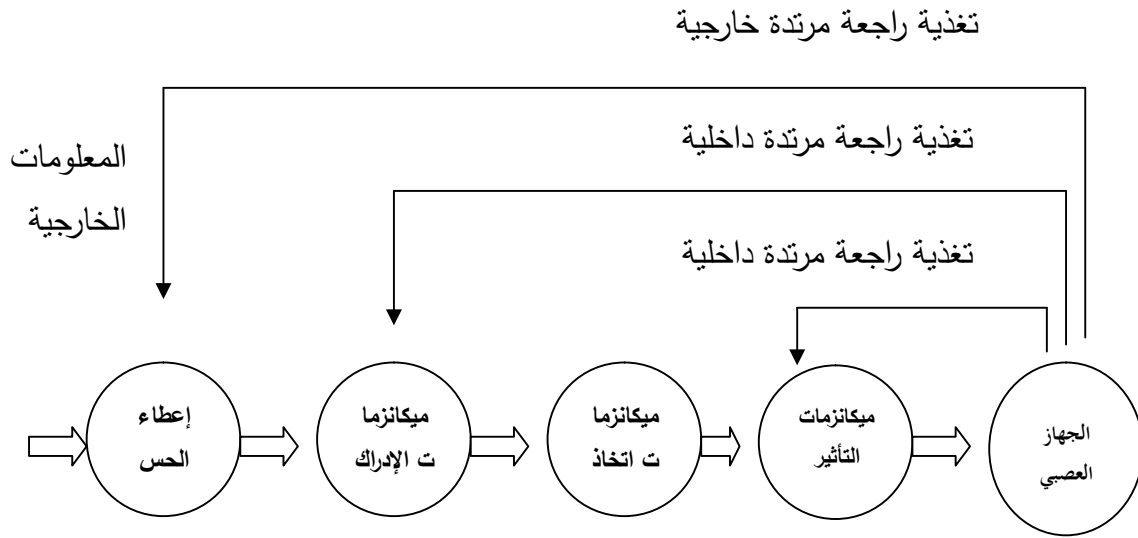 تغذية راجعة مرتدة خارجية
تغذية راجعة مرتدة داخلية
المعلومات
الخارجية
تغذية راجعة مرتدة داخلية
إعطاء
الحس
ميكانزما
ت الإدراك
ميكانزما
ت اتخاذ
ميكانزمات
التأثير
الجهاز
العصبي